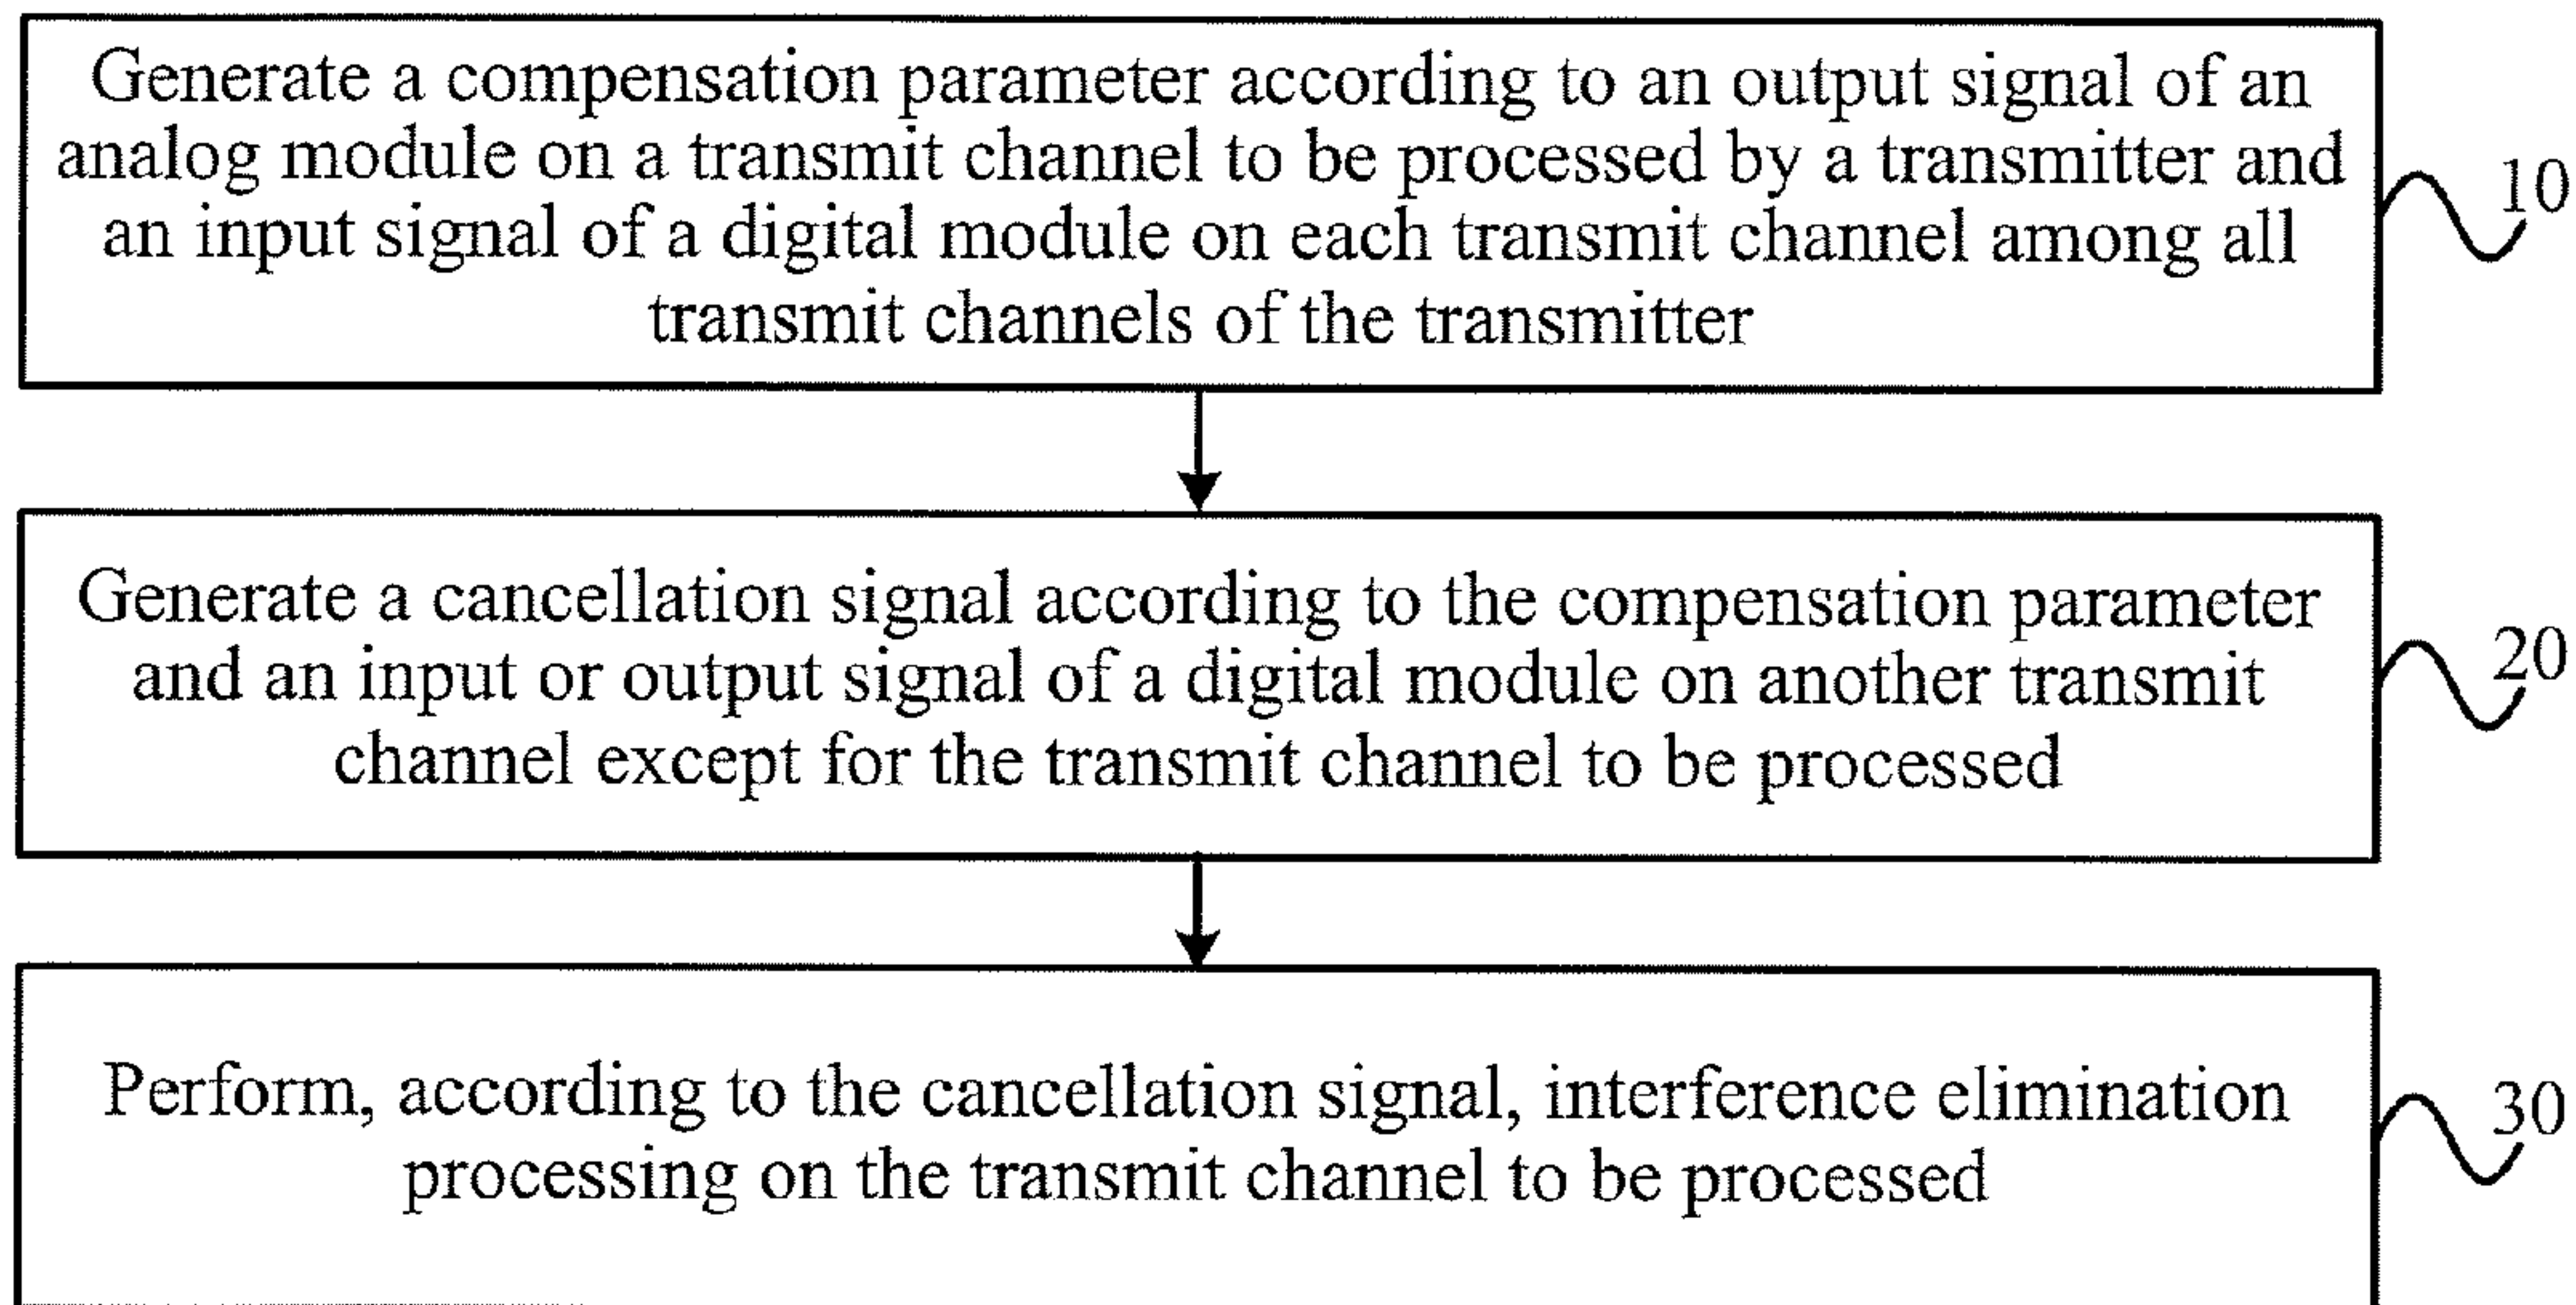 Generate a compensation parameter according to an output signal of an
analog module on a transmit channel to be processed by a transmitter and
an input signal of a digital module on each transmit channel among all
transmit channels of the transmitter
10
Generate a cancellation signal according to the compensation parameter
and an input or output signal of a digital module on another transmit
channel except for the transmit channel to be processed
20
Perform, according to the cancellation signal, interference elimination
processing on the transmit channel to be processed
30